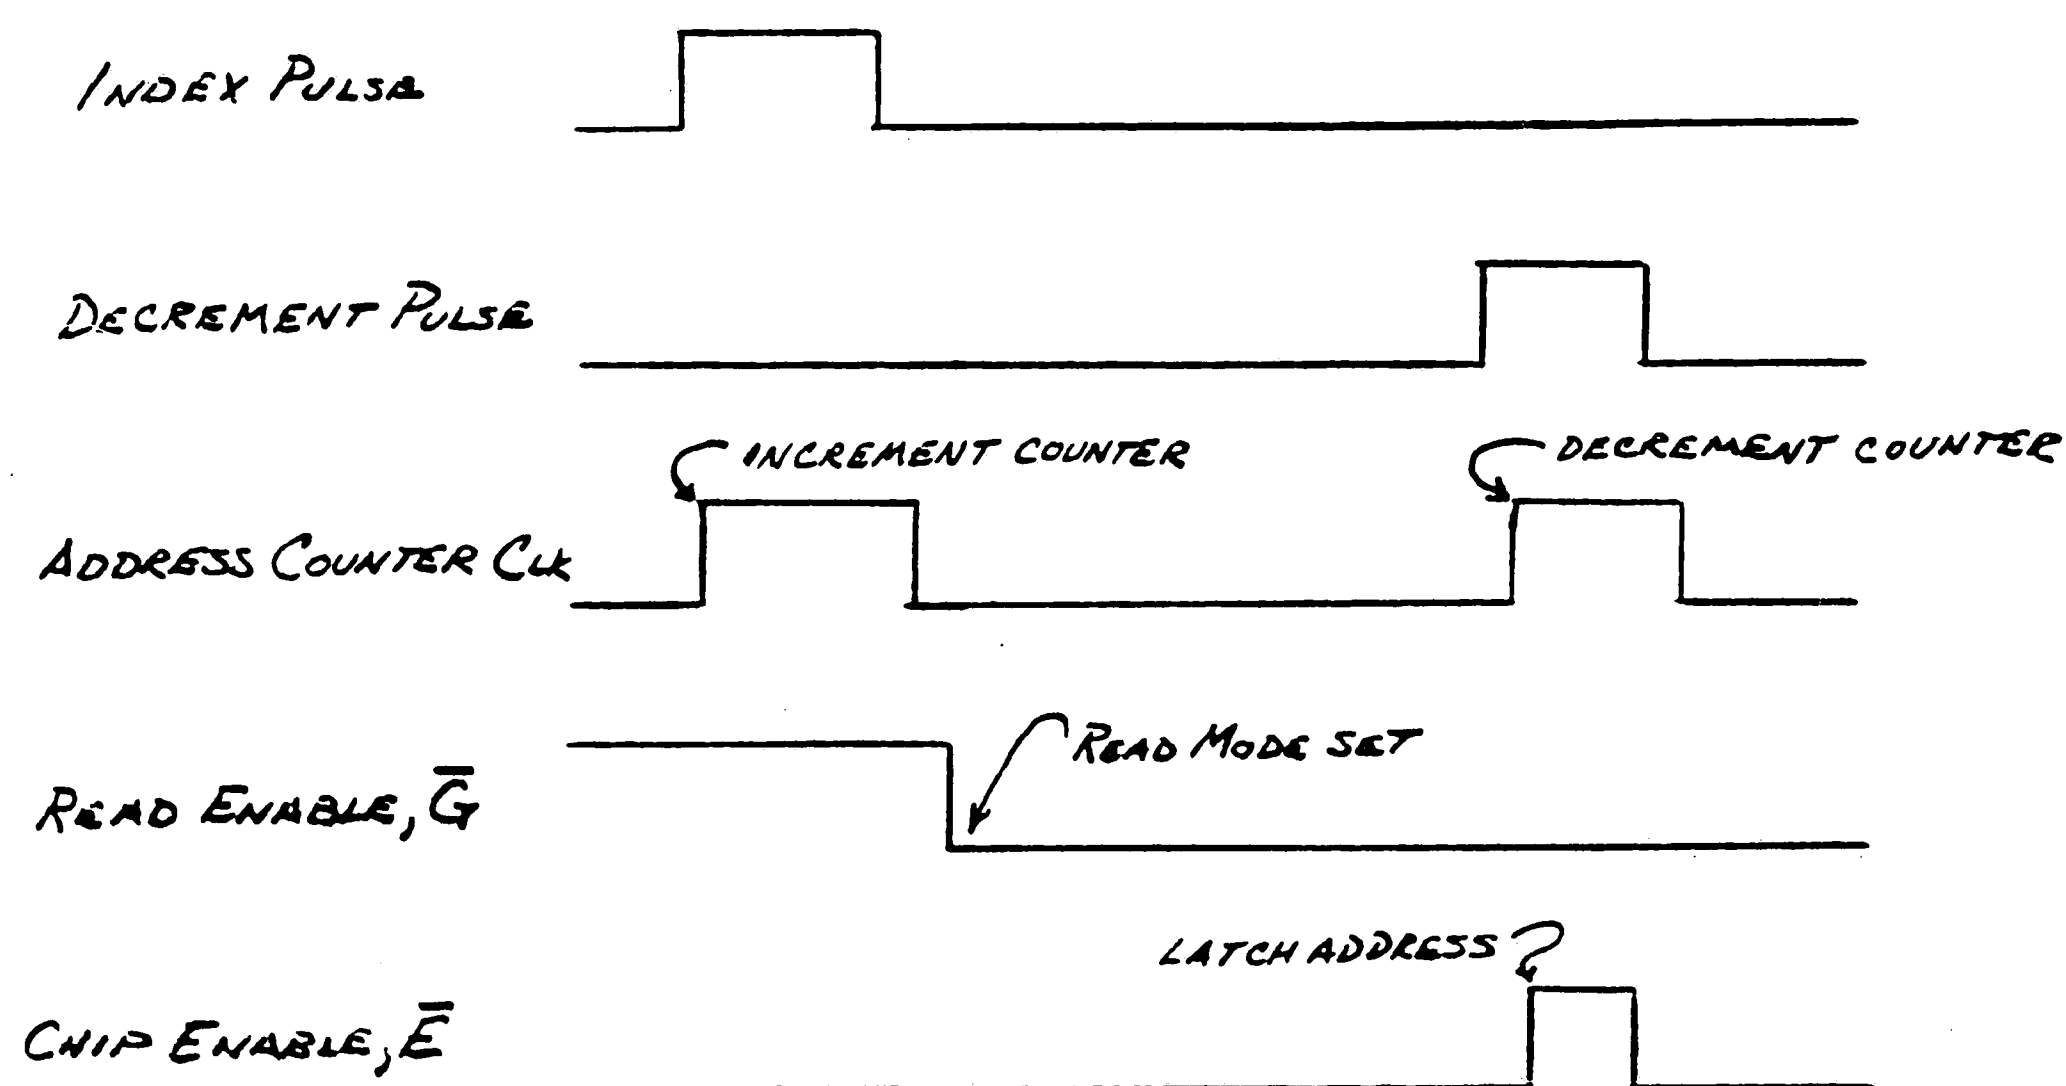 INDEX PULSE
DECREMENT PULSE
INCREMENT COUNTER
DECREMENT COUNTER
ADDRESS COUNTER CLK
READ MODE SET
READ ENABLE, G̅
LATCH ADDRESS
CHIP ENABLE, E̅